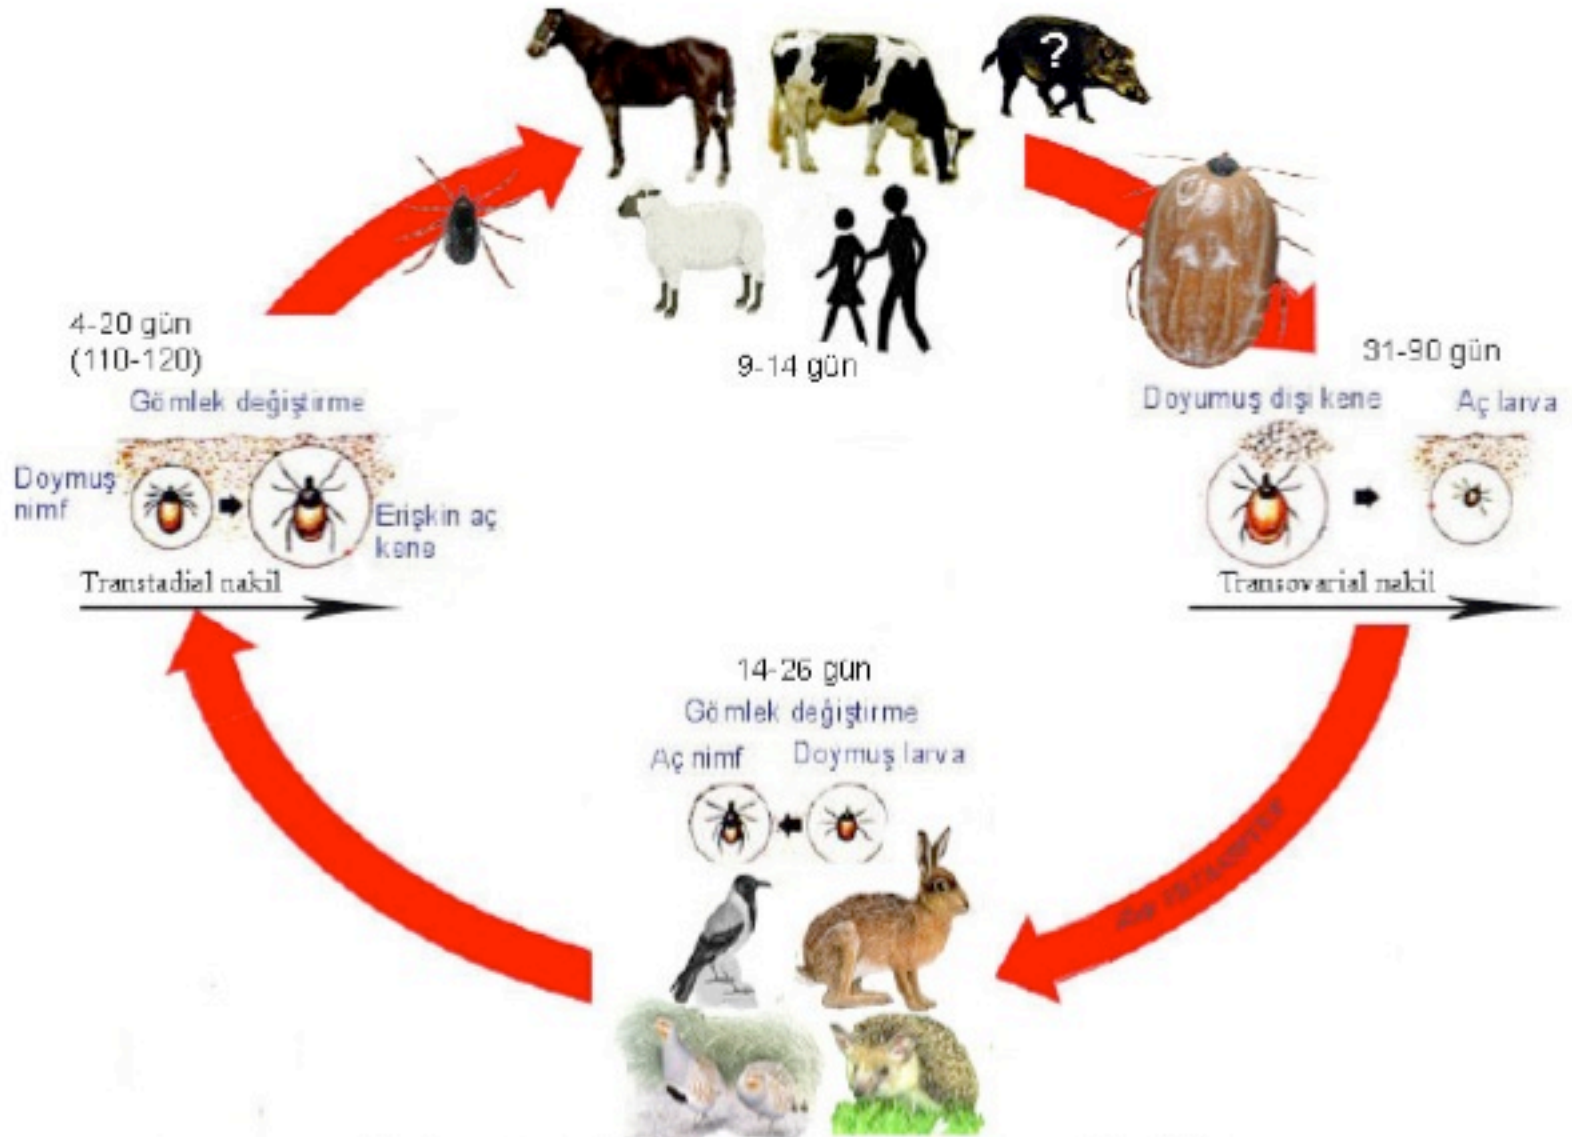 ?
4-20 gün
(110-120)
Gömlek değiştirme
Doymuş
nimf
Erişkin aç
kene
Transtadial nakil
9-14 gün
31-90 gün
Doyumuş dişi kene
Aç larva
Transovarial nakil
14-26 gün
Gömlek değiştirme
Aç nimf
Doymuş larva